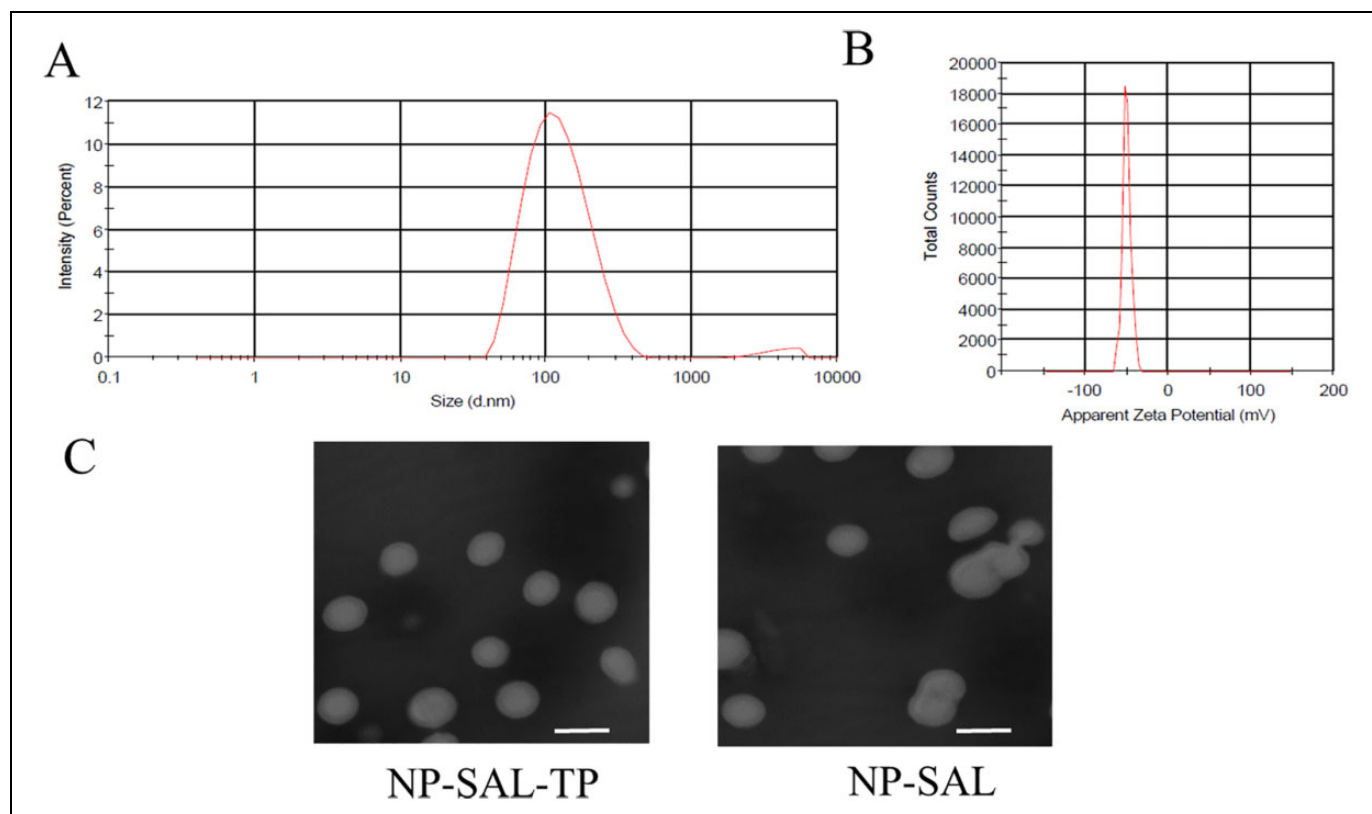 A
12
10
8
6
4
2
0
Intensity (Percent)
0.1 1 10 100 1000 10000
Size (d.nm)
B
20000
18000
16000
14000
12000
10000
8000
6000
4000
2000
0
Total Counts
-100 0 100 200
Apparent Zeta Potential (mV)
C
NP-SAL-TP NP-SAL